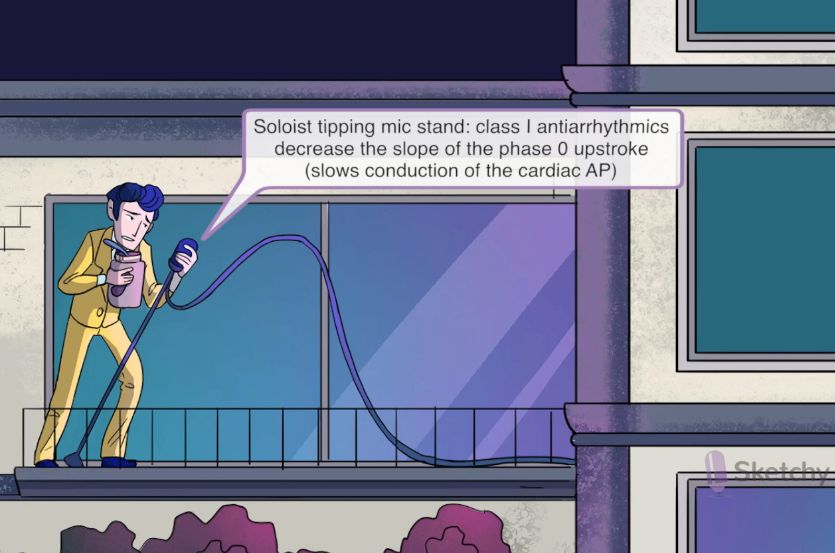 Soloist tipping mic stand: class I antiarrhythmics
decrease the slope of the phase 0 upstroke
(slows conduction of the cardiac AP)
Sketchy